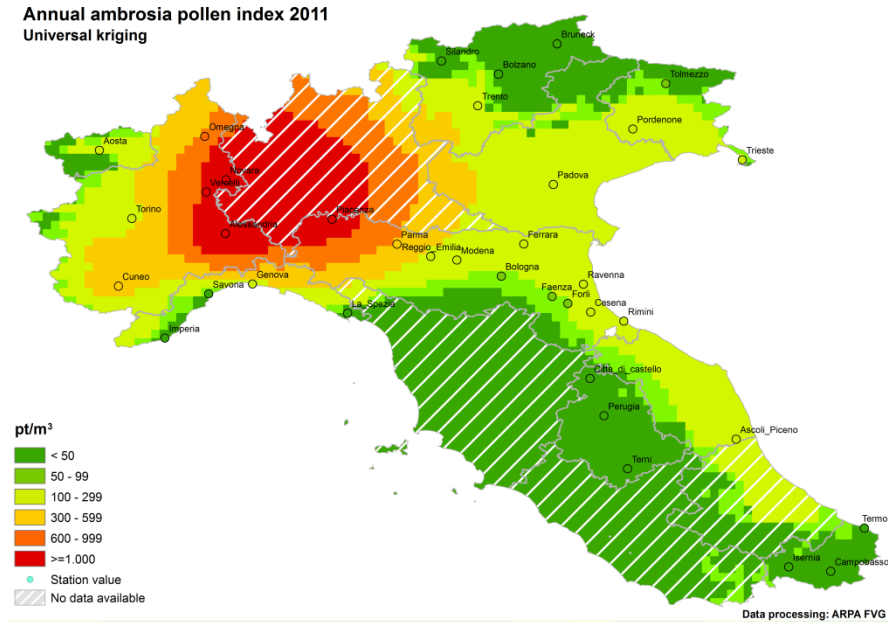 Annual ambrosia pollen index 2011
Universal kriging
Bruneck
Silandro
Bolzano
Tolmezzo
Trento
Pordenone
Omegna
Aosta
Trieste
Novara
Vercelli
Padova
Torino
Piacenza
Alessandria
Parma
Ferrara
Reggio_Emilia
Modena
Bologna
Cuneo
Savona
Genova
Ravenna
Faenza
Forli
Cesena
La_Spezia
Rimini
Imperia
Citta_di_castello
Perugia
Ascoli_Piceno
Terni
Termo
Isernia
Campobasso
pt/m³
< 50
50 - 99
100 - 299
300 - 599
600 - 999
>=1.000
Station value
No data available
Data processing: ARPA FVG